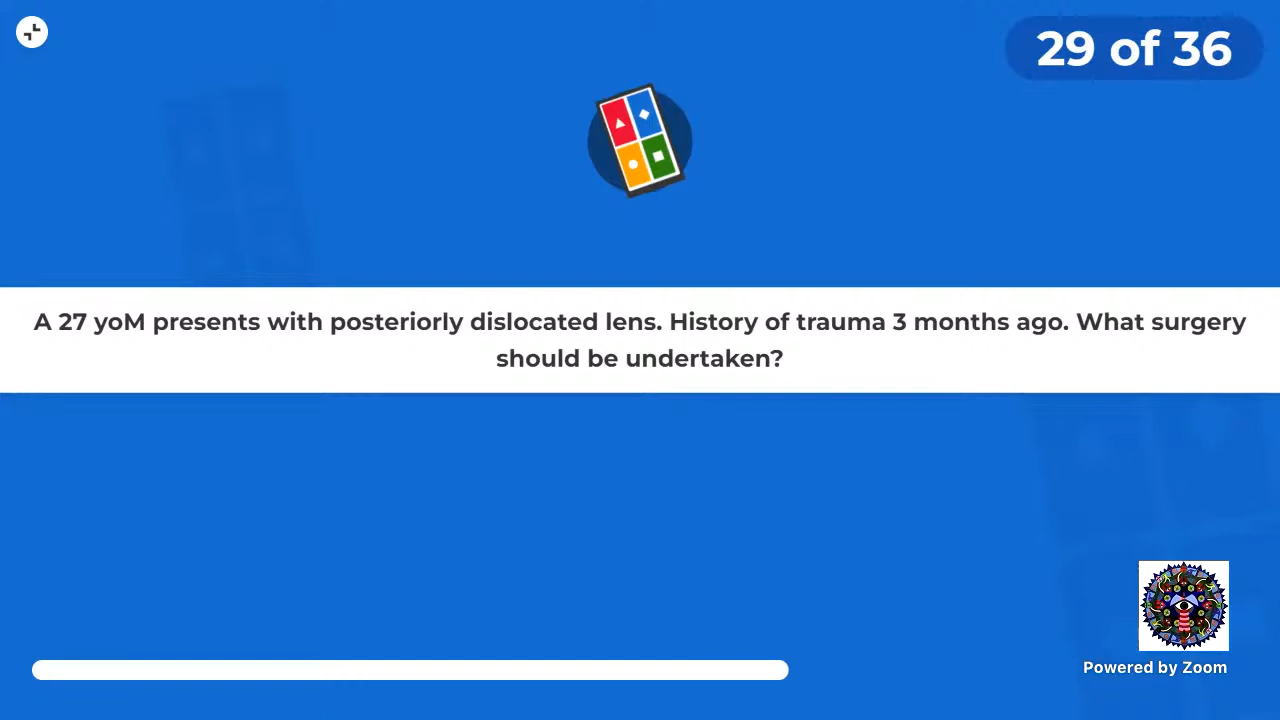 29 of 36
A 27 yoM presents with posteriorly dislocated lens. History of trauma 3 months ago. What surgery
should be undertaken?
Powered by Zoom